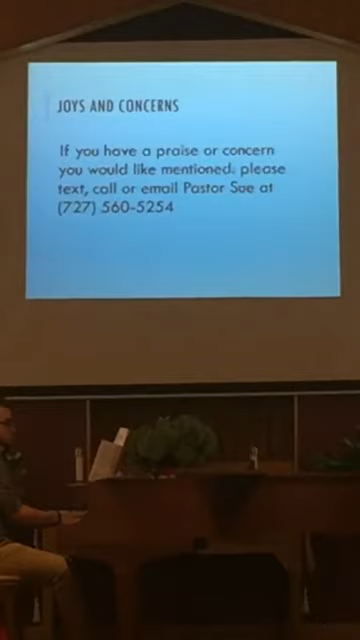 JOYS AND CONCERNS
If you have a praise or concern
you would like mentioned, please
text, call or email Pastor Sue at
(727) 560-5254